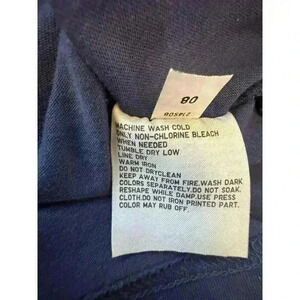 08
MACHINE WASH COLD
ONLY NON-CHLORINE BLEACH
WHEN NEEDED
TUMBLE DRY LOW
LINE DRY
WARM IRON
DO NOT DRYCLEAN
KEEP AWAY FROM FIRE.WASH DARK
COLORS SEPARATELY.DO NOT SOAK.
RESHAPE WHILE DAMP.USE PRESS
CLOTH.DO NOT IRON PRINTED PART.
COLOR MAY RUB OFF.